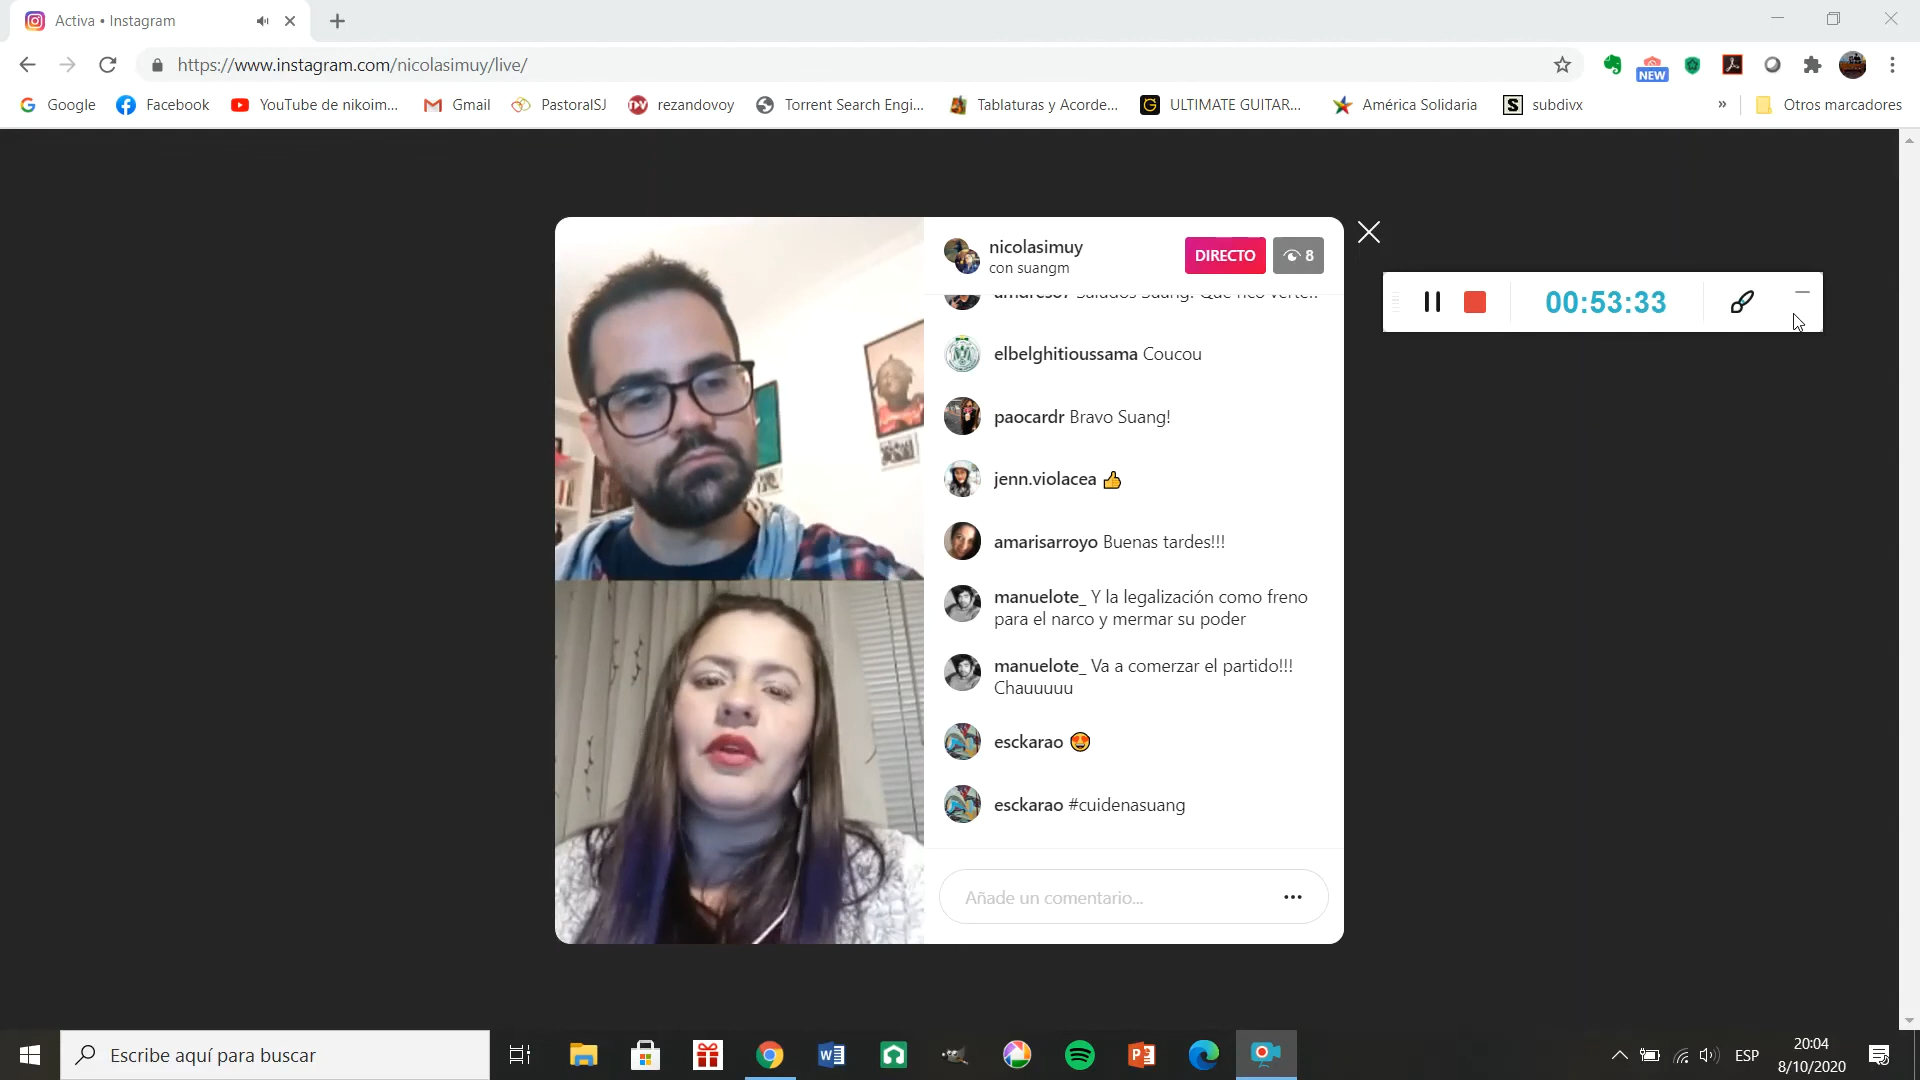 Activa • Instagram
https://www.instagram.com/nicolasimuy/live/
NEW
Google Facebook YouTube de nikoim... Gmail PastoralSJ rezandovoy Torrent Search Engi... Tablaturas y Acorde... ULTIMATE GUITAR... América Solidaria subdivx » Otros marcadores
nicolasimuy
con suangm
DIRECTO
8
00:53:33
elbelghitioussama Coucou
paocardr Bravo Suang!
jenn.violacea 👍
amarisarroyo Buenas tardes!!!
manuelote_ Y la legalización como freno
para el narco y mermar su poder
manuelote_ Va a comerzar el partido!!!
Chauuuuu
esckarao 😍
esckarao #cuidenasuang
Añade un comentario...
Escribe aquí para buscar
ESP
20:04
8/10/2020